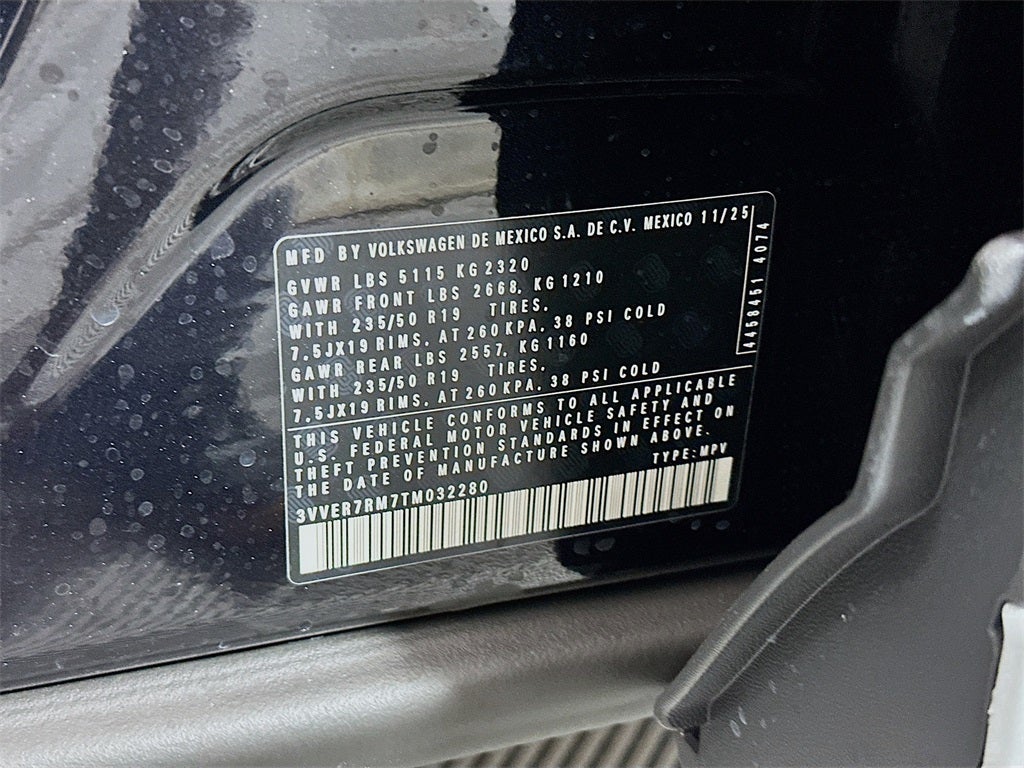 MFD BY VOLKSWAGEN DE MEXICO S.A. DE C.V. MEXICO 11/25
GVWR LBS 5115 KG 2320
GAWR FRONT LBS 2668, KG 1210
WITH 235/50 R19 TIRES,
7.5JX19 RIMS, AT 260 KPA, 38 PSI COLD
GAWR REAR LBS 2557, KG 1160
WITH 235/50 R19 TIRES,
7.5JX19 RIMS, AT 260 KPA, 38 PSI COLD
4458451 4074
THIS VEHICLE CONFORMS TO ALL APPLICABLE
U.S. FEDERAL MOTOR VEHICLE SAFETY AND
THEFT PREVENTION STANDARDS IN EFFECT ON
THE DATE OF MANUFACTURE SHOWN ABOVE.
TYPE:MPV
3VVER7RM7TM032280